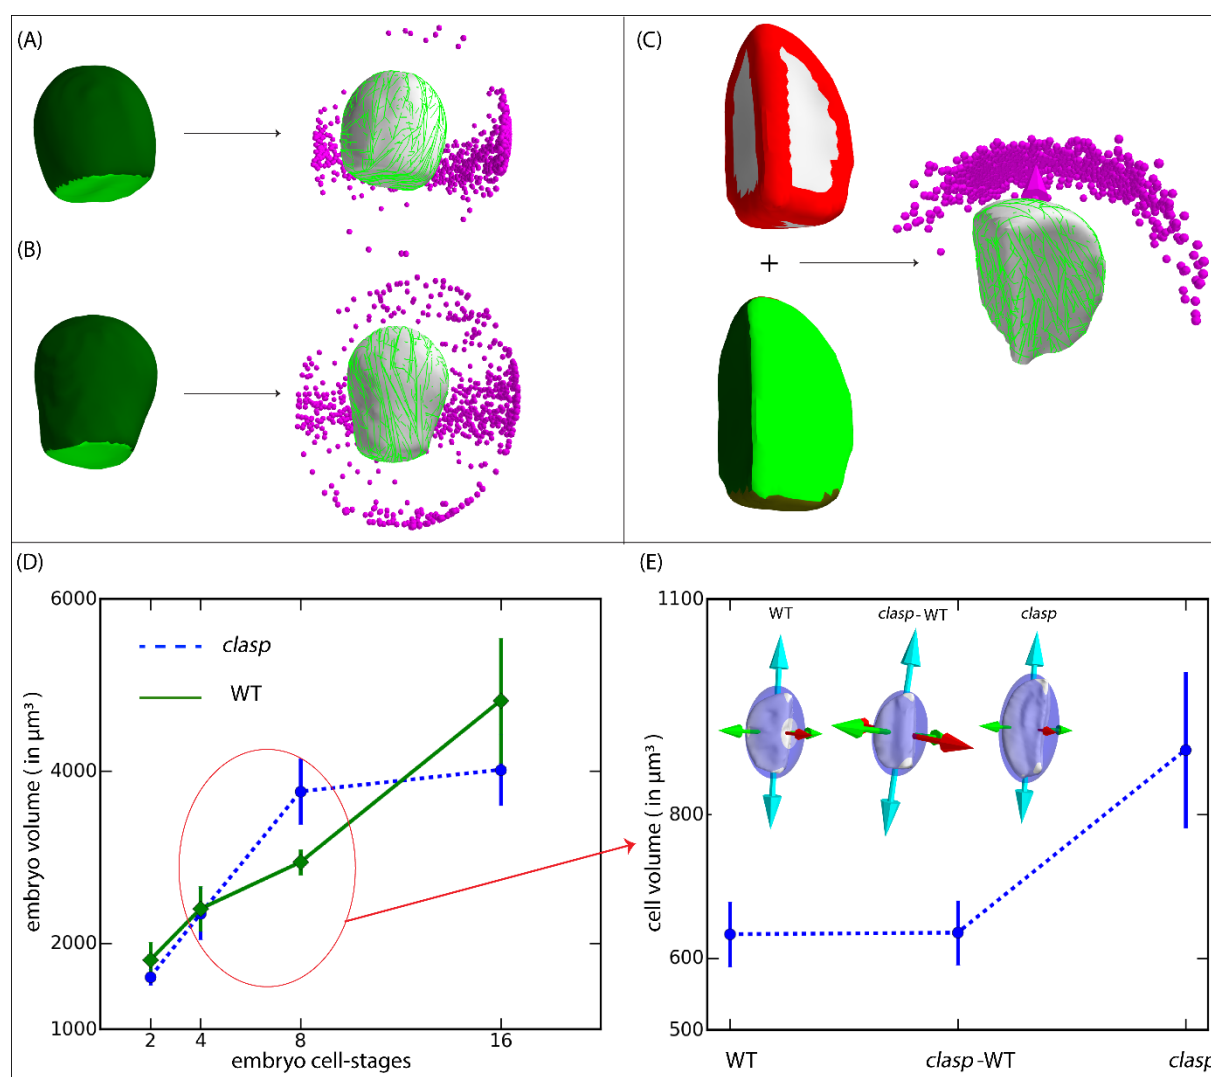 (A)
(B)
(C)
+
(D)
6000
4000
2000
1000
embryo volume ( in µm³ )
clasp
WT
2 4 8 16
embryo cell-stages
(E)
1100
800
600
500
cell volume ( in µm³ )
WT clasp-WT clasp
WT clasp-WT clasp